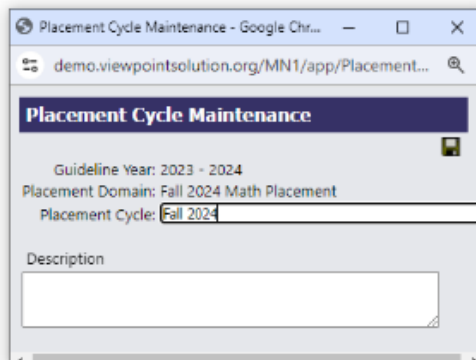 Placement Cycle Maintenance - Google Chr...
demo.viewpointsolution.org/MN1/app/Placement...
Placement Cycle Maintenance
Guideline Year: 2023 - 2024
Placement Domain: Fall 2024 Math Placement
Placement Cycle: Fall 2024
Description